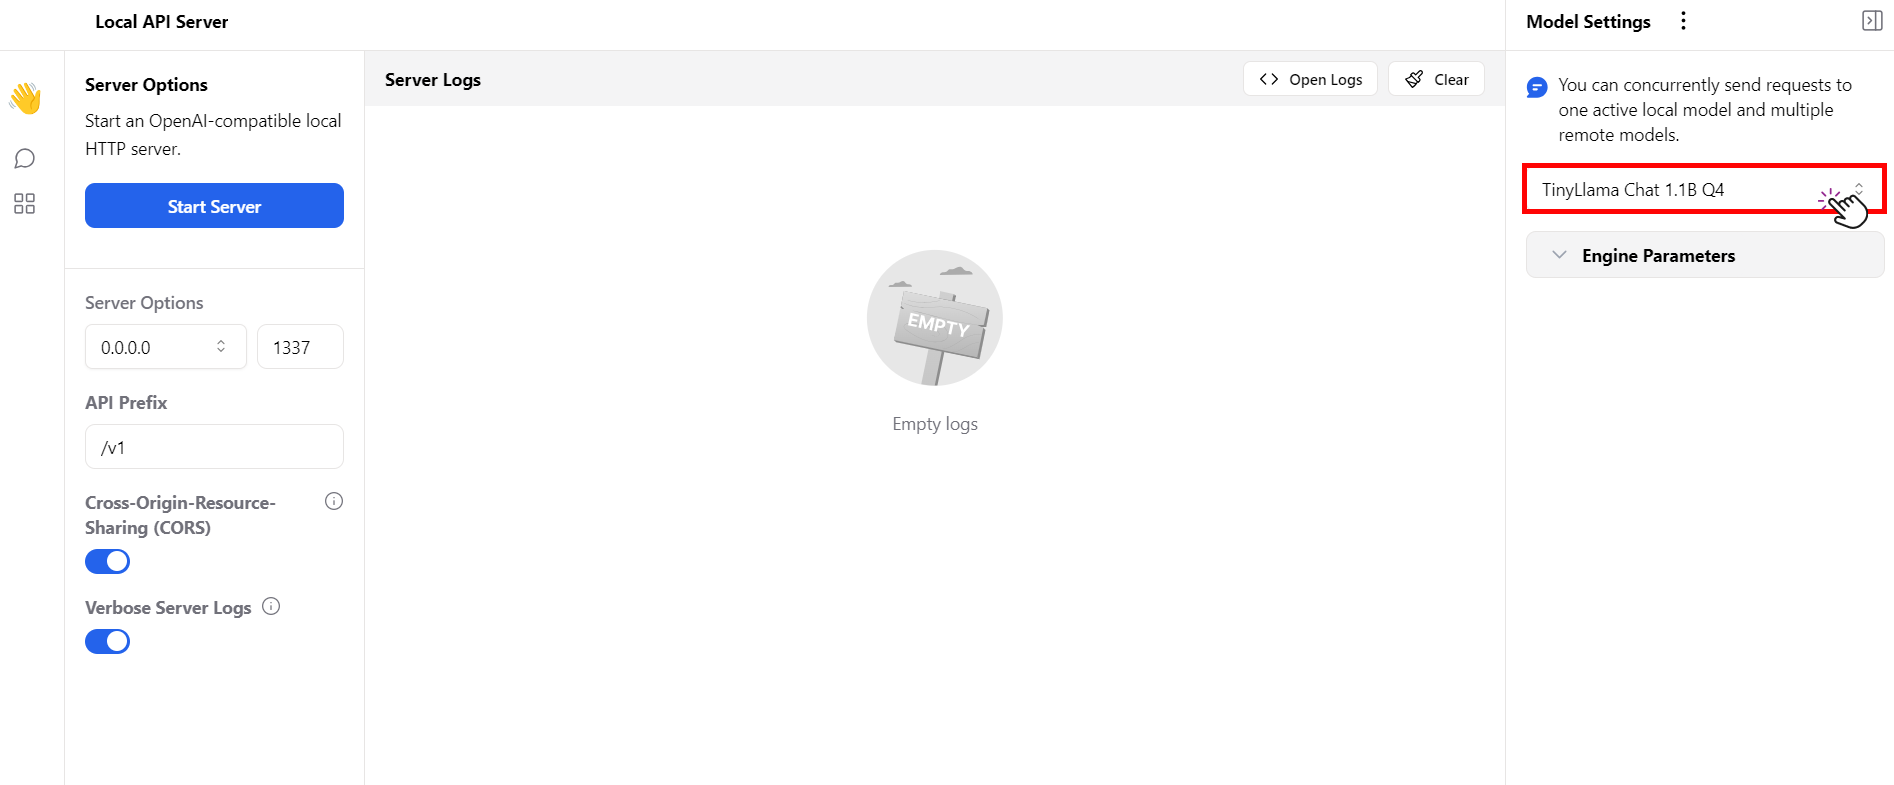 Local API Server
Server Options
Start an OpenAI-compatible local
HTTP server.
Start Server
Server Options
0.0.0.0
1337
API Prefix
/v1
Cross-Origin-Resource-
Sharing (CORS)
Verbose Server Logs
Server Logs
Open Logs
Clear
EMPTY
Empty logs
Model Settings
You can concurrently send requests to
one active local model and multiple
remote models.
TinyLlama Chat 1.1B Q4
Engine Parameters